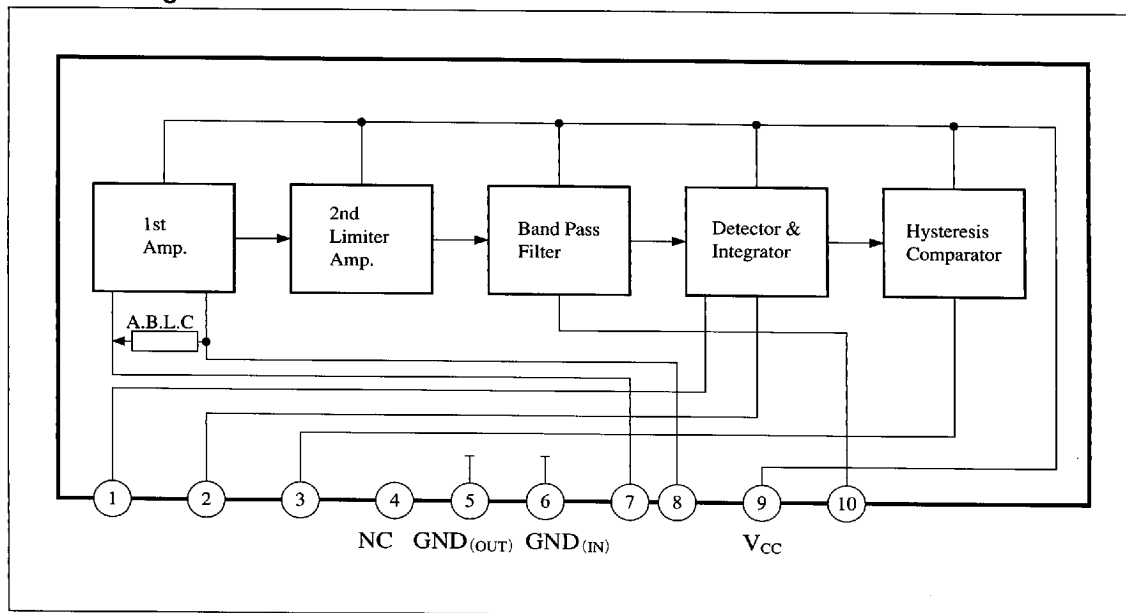 1st
Amp.
2nd
Limiter
Amp.
Band Pass
Filter
Detector &
Integrator
Hysteresis
Comparator
A.B.L.C
1 2 3 4 5 6 7 8 9 10
NC GND(OUT) GND(IN) VCC